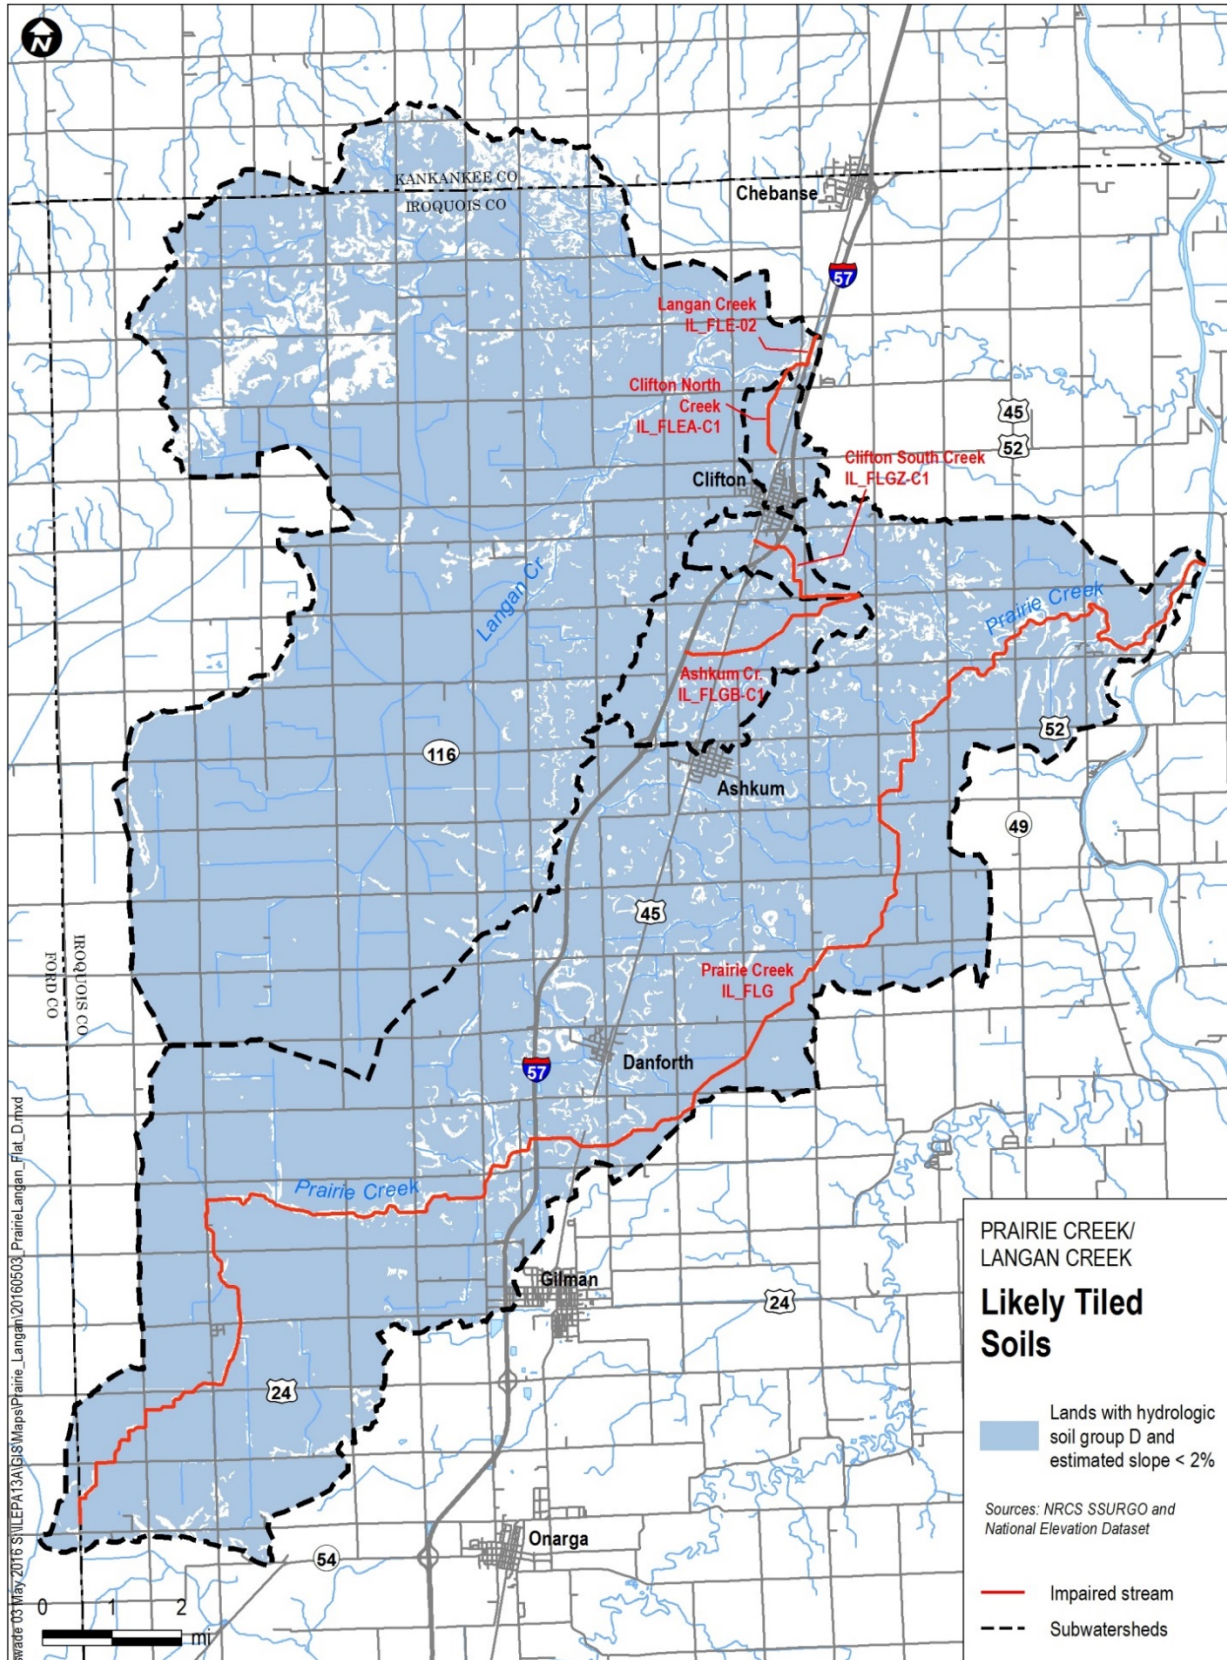 N
KANKANKEE CO
IROQUOIS CO
Chebanse
57
Langan Creek
IL_FLE-02
Clifton North
Creek
IL_FLEA-C1
45
52
Clifton South Creek
IL_FLGZ-C1
Clifton
Langan Cr
Prairie Creek
Ashkum Cr.
IL_FLGB-C1
52
116
Ashkum
49
45
IROQUOIS CO
FORD CO
Prairie Creek
IL_FLG
Danforth
57
Prairie Creek
Gilman
24
24
Onarga
54
0 1 2
mi
PRAIRIE CREEK/
LANGAN CREEK
Likely Tiled
Soils
Lands with hydrologic
soil group D and
estimated slope < 2%
Sources: NRCS SSURGO and
National Elevation Dataset
Impaired stream
Subwatersheds
03 May 2016